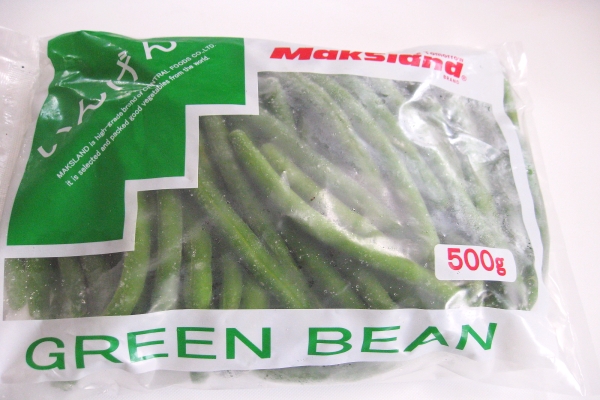 いんげん
Maksland®
BRAND
MAKSLAND is high-grade brand of CENTRAL FOODS CO.,LTD.
it is selected and packed good vegetables from the world.
500g
GREEN BEAN